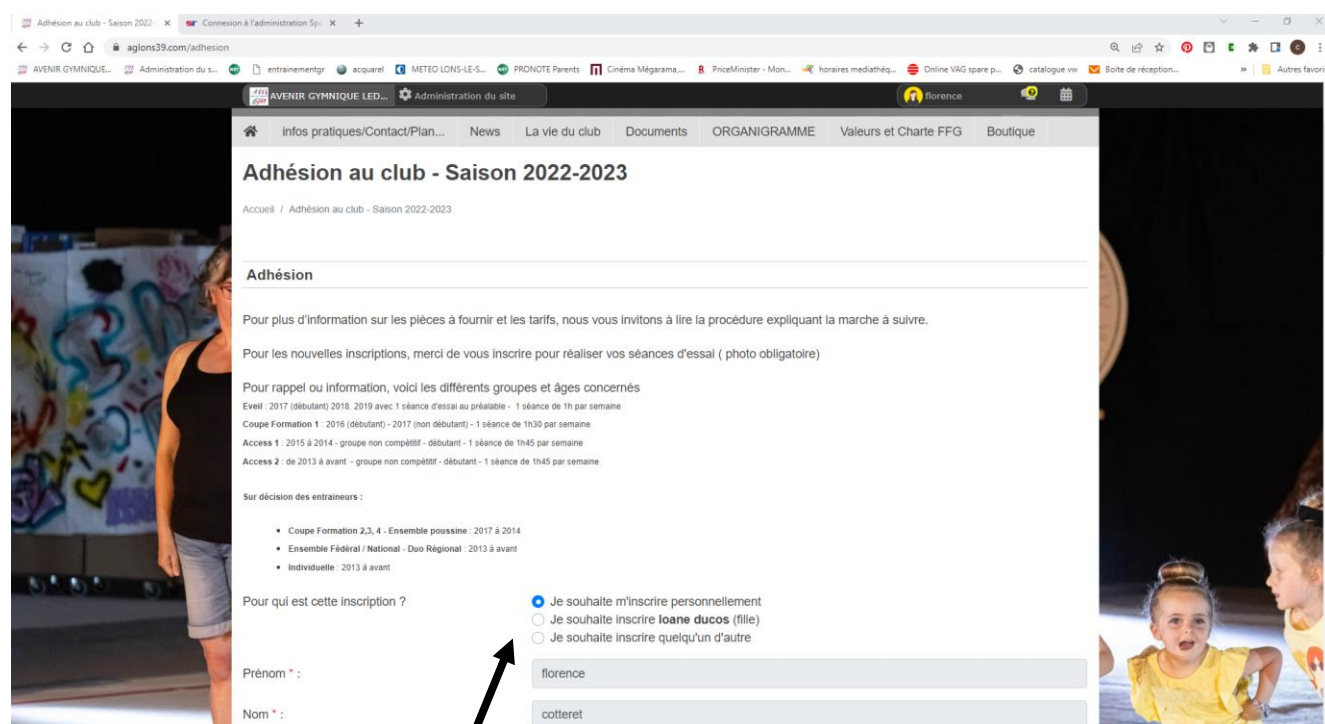 Adhésion au club - Saison 2022-2 Connexion à l'administration Spo
aglons39.com/adhesion
AVENIR GYMNIQUE... Administration du s... entrainementgr acquarel METEO LONS-LE-S... PRONOTE Parents Cinéma Mégarama,... PriceMinister - Mon... horaires mediathèq... Online VAG spare p... catalogue vw Boite de réception... » Autres favoris
AVENIR GYMNIQUE LED... Administration du site florence
infos pratiques/Contact/Plan... News La vie du club Documents ORGANIGRAMME Valeurs et Charte FFG Boutique
Adhésion au club - Saison 2022-2023
Accueil / Adhésion au club - Saison 2022-2023
Adhésion
Pour plus d'information sur les pièces à fournir et les tarifs, nous vous invitons à lire la procédure expliquant la marche à suivre.
Pour les nouvelles inscriptions, merci de vous inscrire pour réaliser vos séances d'essai ( photo obligatoire)
Pour rappel ou information, voici les différents groupes et âges concernés
Eveil : 2017 (débutant) 2018. 2019 avec 1 séance d'essai au préalable - 1 séance de 1h par semaine
Coupe Formation 1 : 2016 (débutant) - 2017 (non débutant) - 1 séance de 1h30 par semaine
Access 1 : 2015 à 2014 - groupe non compétitif - débutant - 1 séance de 1h45 par semaine
Access 2 : de 2013 à avant - groupe non compétitif - débutant - 1 séance de 1h45 par semaine
Sur décision des entraineurs :
• Coupe Formation 2,3, 4 - Ensemble poussine : 2017 à 2014
• Ensemble Fédéral / National - Duo Régional : 2013 à avant
• Individuelle : 2013 à avant
Pour qui est cette inscription ? Je souhaite m'inscrire personnellement
Je souhaite inscrire loane ducos (fille)
Je souhaite inscrire quelqu'un d'autre
Prénom * : florence
Nom * : cotteret